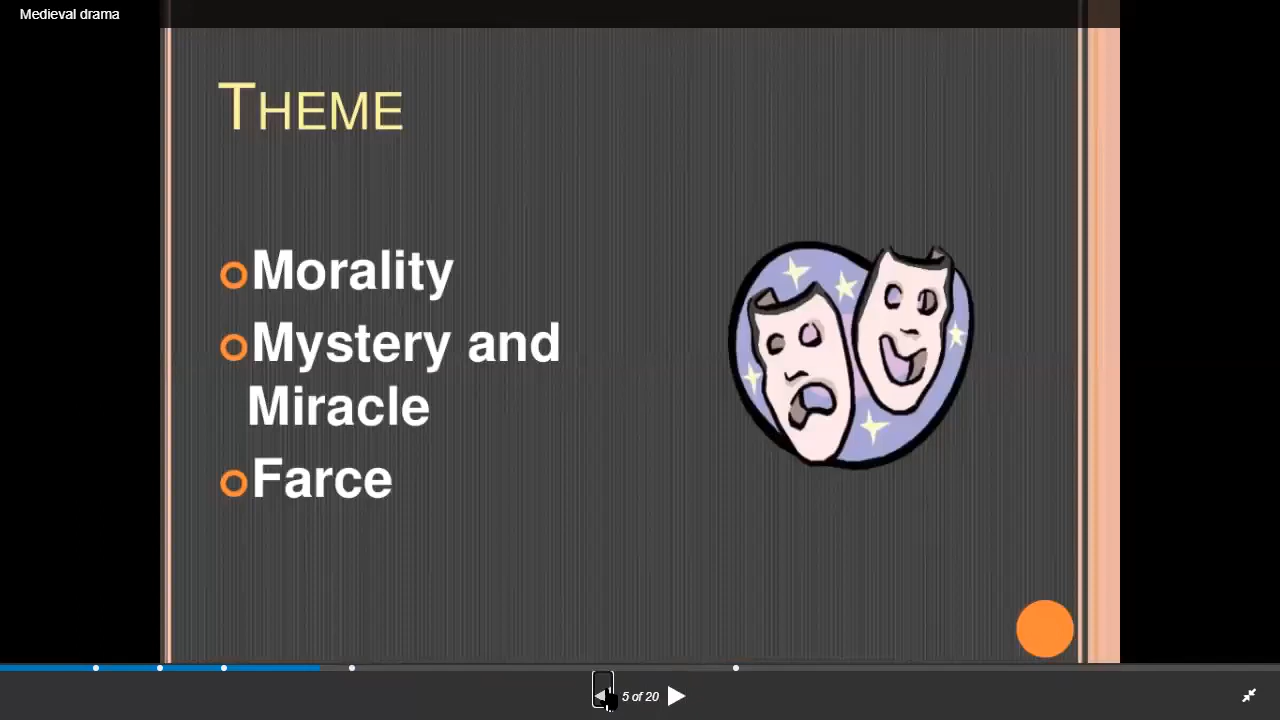 Medieval drama
THEME
Morality
Mystery and
Miracle
Farce
5 of 20